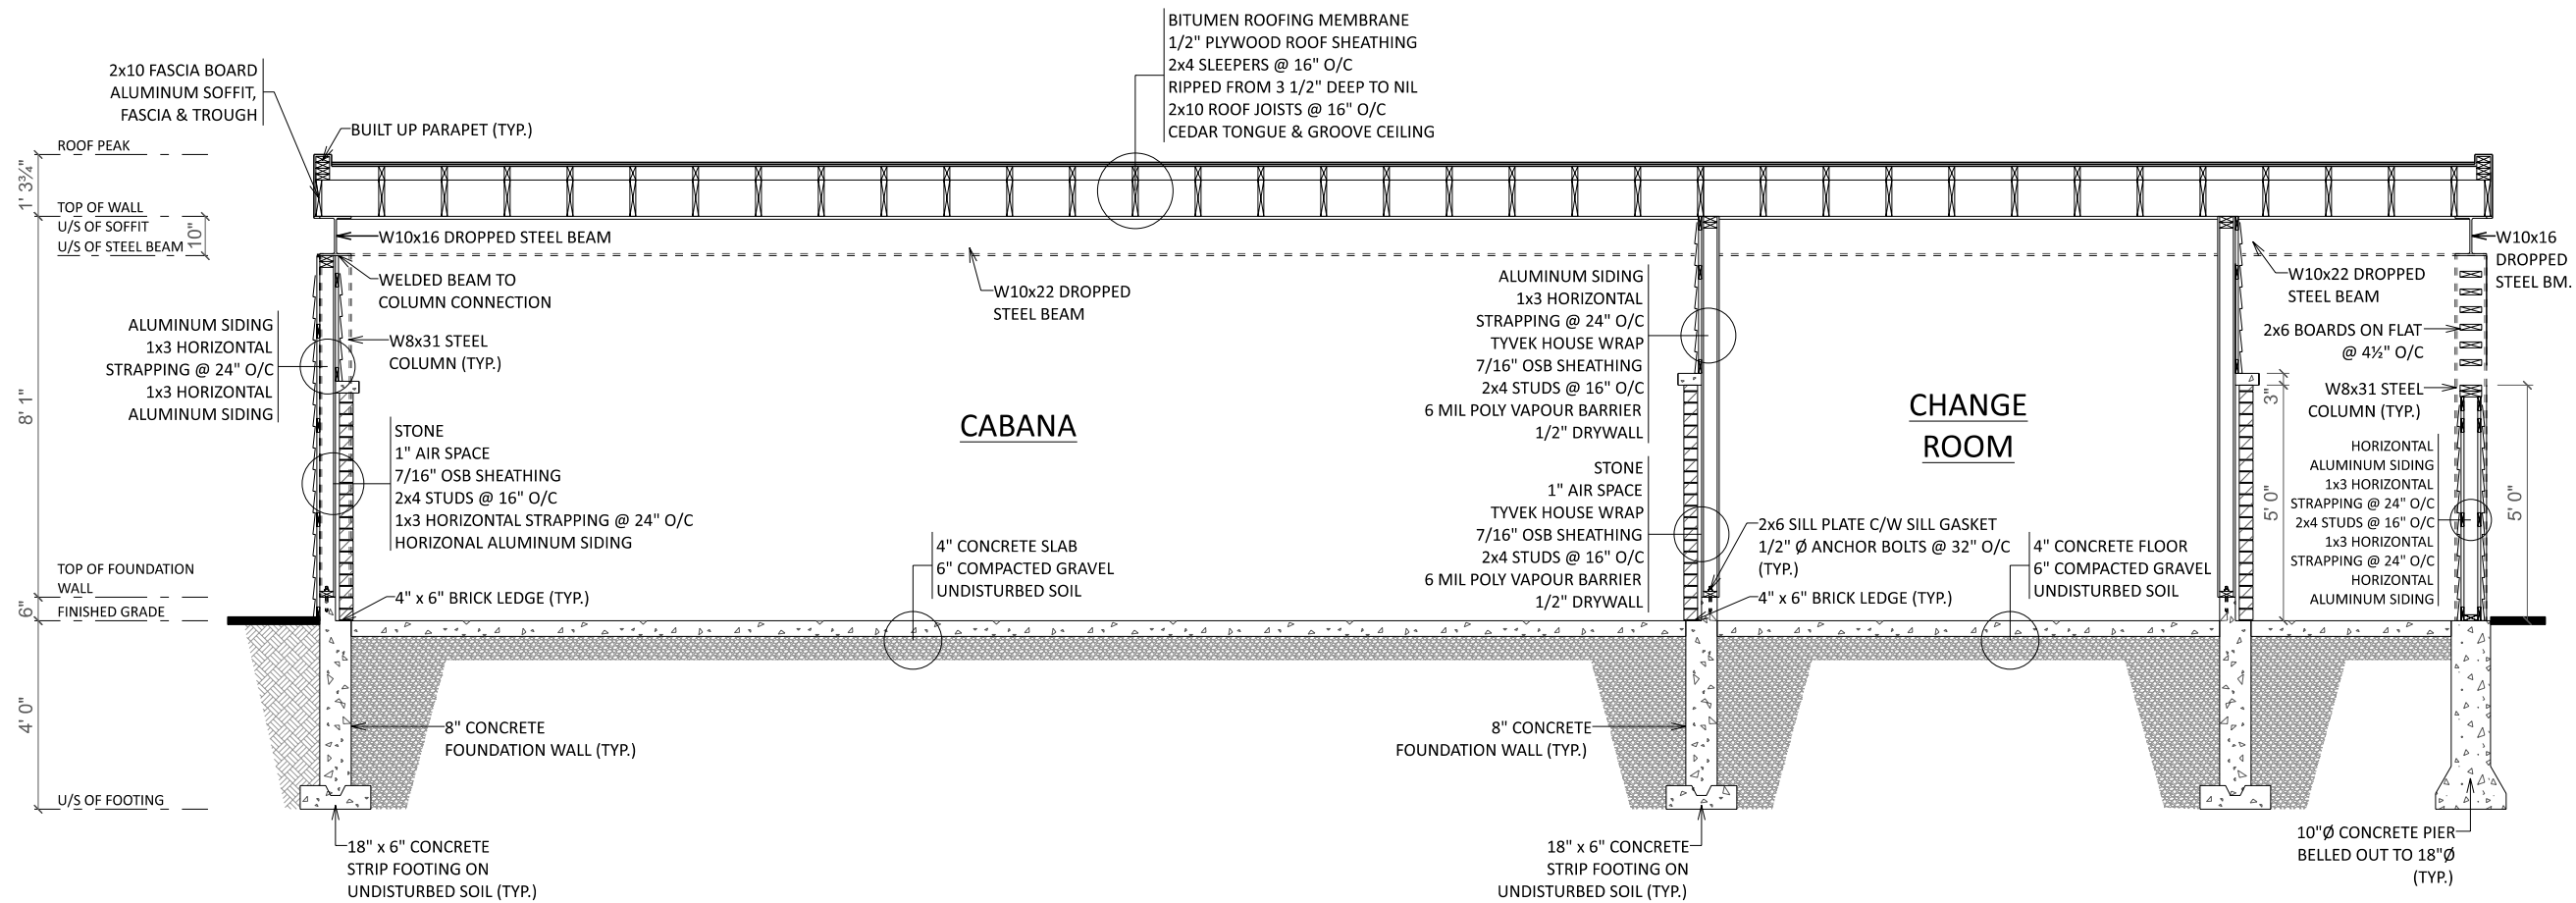 BITUMEN ROOFING MEMBRANE
1/2" PLYWOOD ROOF SHEATHING
2x4 SLEEPERS @ 16" O/C
RIPPED FROM 3 1/2" DEEP TO NIL
2x10 ROOF JOISTS @ 16" O/C
CEDAR TONGUE & GROOVE CEILING
2x10 FASCIA BOARD
ALUMINUM SOFFIT,
FASCIA & TROUGH
BUILT UP PARAPET (TYP.)
ROOF PEAK
1' 3¾"
TOP OF WALL
U/S OF SOFFIT
U/S OF STEEL BEAM
10"
8' 1"
TOP OF FOUNDATION
WALL
6"
FINISHED GRADE
4' 0"
U/S OF FOOTING
W10x16 DROPPED STEEL BEAM
WELDED BEAM TO
COLUMN CONNECTION
W8x31 STEEL
COLUMN (TYP.)
ALUMINUM SIDING
1x3 HORIZONTAL
STRAPPING @ 24" O/C
1x3 HORIZONTAL
ALUMINUM SIDING
STONE
1" AIR SPACE
7/16" OSB SHEATHING
2x4 STUDS @ 16" O/C
1x3 HORIZONTAL STRAPPING @ 24" O/C
HORIZONAL ALUMINUM SIDING
4" x 6" BRICK LEDGE (TYP.)
8" CONCRETE
FOUNDATION WALL (TYP.)
18" x 6" CONCRETE
STRIP FOOTING ON
UNDISTURBED SOIL (TYP.)
W10x22 DROPPED
STEEL BEAM
CABANA
4" CONCRETE SLAB
6" COMPACTED GRAVEL
UNDISTURBED SOIL
ALUMINUM SIDING
1x3 HORIZONTAL
STRAPPING @ 24" O/C
TYVEK HOUSE WRAP
7/16" OSB SHEATHING
2x4 STUDS @ 16" O/C
6 MIL POLY VAPOUR BARRIER
1/2" DRYWALL
STONE
1" AIR SPACE
TYVEK HOUSE WRAP
7/16" OSB SHEATHING
2x4 STUDS @ 16" O/C
6 MIL POLY VAPOUR BARRIER
1/2" DRYWALL
8" CONCRETE
FOUNDATION WALL (TYP.)
18" x 6" CONCRETE
STRIP FOOTING ON
UNDISTURBED SOIL (TYP.)
CHANGE
ROOM
2x6 SILL PLATE C/W SILL GASKET
1/2" Ø ANCHOR BOLTS @ 32" O/C
(TYP.)
4" x 6" BRICK LEDGE (TYP.)
4" CONCRETE FLOOR
6" COMPACTED GRAVEL
UNDISTURBED SOIL
W10x16
DROPPED
STEEL BM.
W10x22 DROPPED
STEEL BEAM
2x6 BOARDS ON FLAT
@ 4½" O/C
W8x31 STEEL
COLUMN (TYP.)
3"
5' 0"
5' 0"
HORIZONTAL
ALUMINUM SIDING
1x3 HORIZONTAL
STRAPPING @ 24" O/C
2x4 STUDS @ 16" O/C
1x3 HORIZONTAL
STRAPPING @ 24" O/C
HORIZONTAL
ALUMINUM SIDING
10"Ø CONCRETE PIER
BELLED OUT TO 18"Ø
(TYP.)